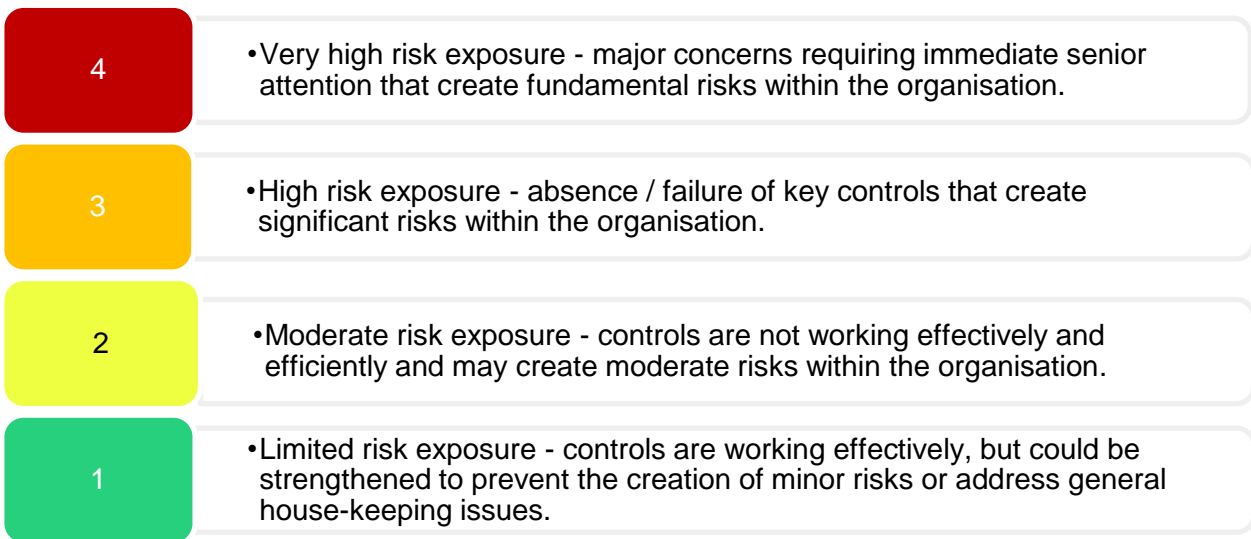 4
•Very high risk exposure - major concerns requiring immediate senior
attention that create fundamental risks within the organisation.
3
•High risk exposure - absence / failure of key controls that create
significant risks within the organisation.
2
•Moderate risk exposure - controls are not working effectively and
efficiently and may create moderate risks within the organisation.
1
•Limited risk exposure - controls are working effectively, but could be
strengthened to prevent the creation of minor risks or address general
house-keeping issues.